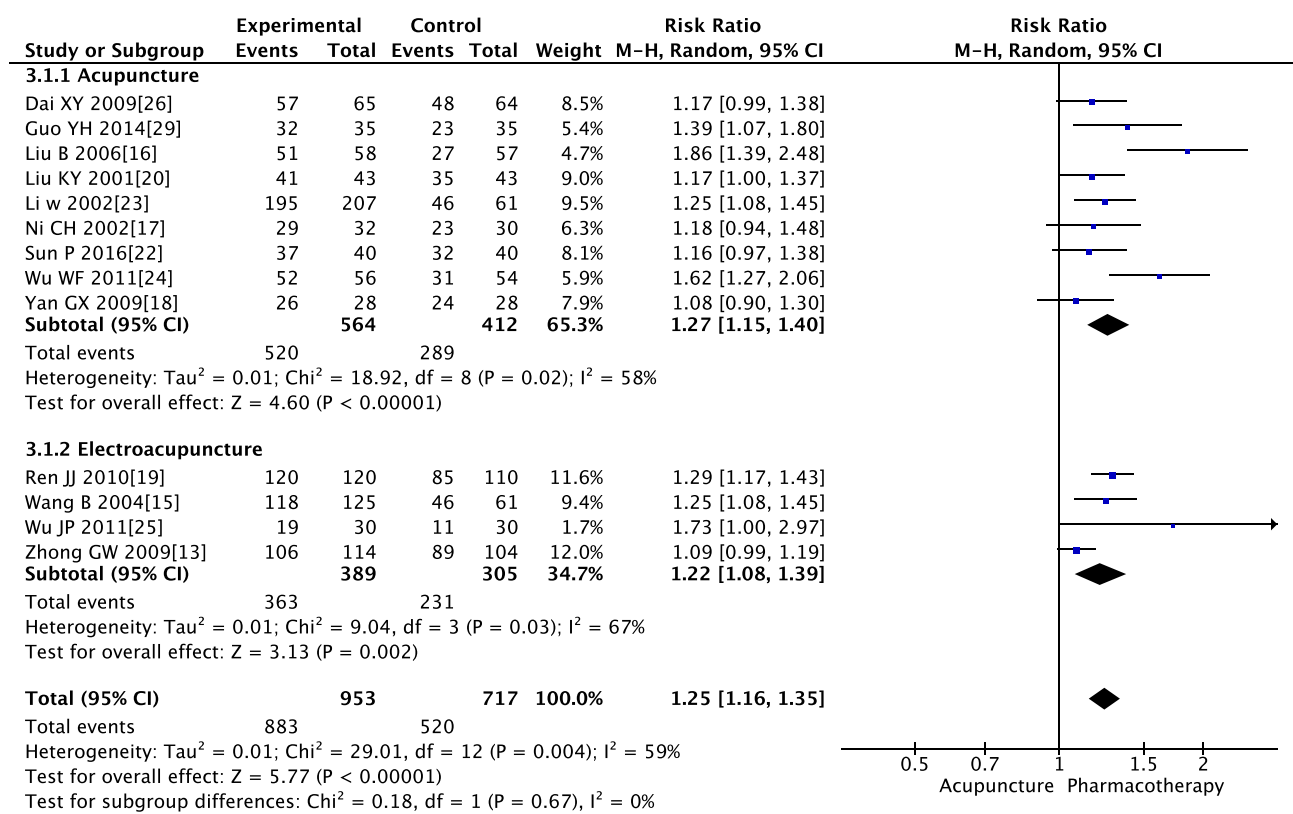 Experimental Control Risk Ratio Risk Ratio
Study or Subgroup Events Total Events Total Weight M-H, Random, 95% CI M-H, Random, 95% CI
3.1.1 Acupuncture
Dai XY 2009[26] 57 65 48 64 8.5% 1.17 [0.99, 1.38]
Guo YH 2014[29] 32 35 23 35 5.4% 1.39 [1.07, 1.80]
Liu B 2006[16] 51 58 27 57 4.7% 1.86 [1.39, 2.48]
Liu KY 2001[20] 41 43 35 43 9.0% 1.17 [1.00, 1.37]
Li w 2002[23] 195 207 46 61 9.5% 1.25 [1.08, 1.45]
Ni CH 2002[17] 29 32 23 30 6.3% 1.18 [0.94, 1.48]
Sun P 2016[22] 37 40 32 40 8.1% 1.16 [0.97, 1.38]
Wu WF 2011[24] 52 56 31 54 5.9% 1.62 [1.27, 2.06]
Yan GX 2009[18] 26 28 24 28 7.9% 1.08 [0.90, 1.30]
Subtotal (95% CI) 564 412 65.3% 1.27 [1.15, 1.40]
Total events 520 289
Heterogeneity: Tau² = 0.01; Chi² = 18.92, df = 8 (P = 0.02); I² = 58%
Test for overall effect: Z = 4.60 (P < 0.00001)
3.1.2 Electroacupuncture
Ren JJ 2010[19] 120 120 85 110 11.6% 1.29 [1.17, 1.43]
Wang B 2004[15] 118 125 46 61 9.4% 1.25 [1.08, 1.45]
Wu JP 2011[25] 19 30 11 30 1.7% 1.73 [1.00, 2.97]
Zhong GW 2009[13] 106 114 89 104 12.0% 1.09 [0.99, 1.19]
Subtotal (95% CI) 389 305 34.7% 1.22 [1.08, 1.39]
Total events 363 231
Heterogeneity: Tau² = 0.01; Chi² = 9.04, df = 3 (P = 0.03); I² = 67%
Test for overall effect: Z = 3.13 (P = 0.002)
Total (95% CI) 953 717 100.0% 1.25 [1.16, 1.35]
Total events 883 520
Heterogeneity: Tau² = 0.01; Chi² = 29.01, df = 12 (P = 0.004); I² = 59%
Test for overall effect: Z = 5.77 (P < 0.00001)
Test for subgroup differences: Chi² = 0.18, df = 1 (P = 0.67), I² = 0%
0.5 0.7 1 1.5 2
Acupuncture Pharmacotherapy